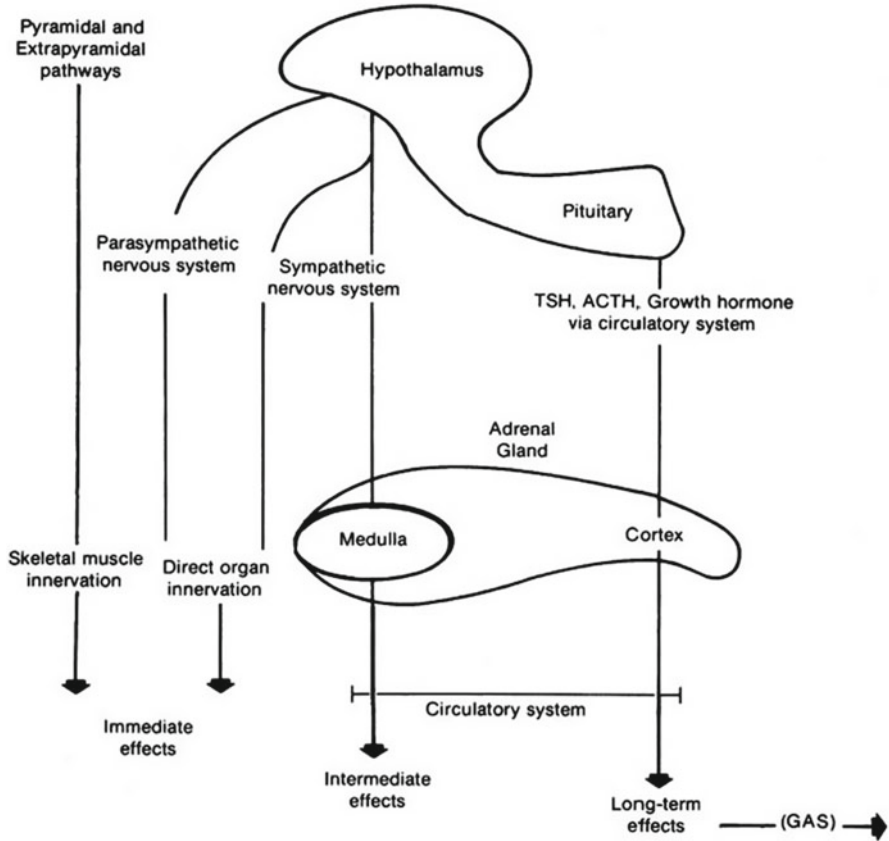 Pyramidal and
Extrapyramidal
pathways
Hypothalamus
Pituitary
Parasympathetic
nervous system
Sympathetic
nervous system
TSH, ACTH, Growth hormone
via circulatory system
Adrenal
Gland
Medulla
Cortex
Skeletal muscle
innervation
Direct organ
innervation
Circulatory system
Immediate
effects
Intermediate
effects
Long-term
effects
(GAS)